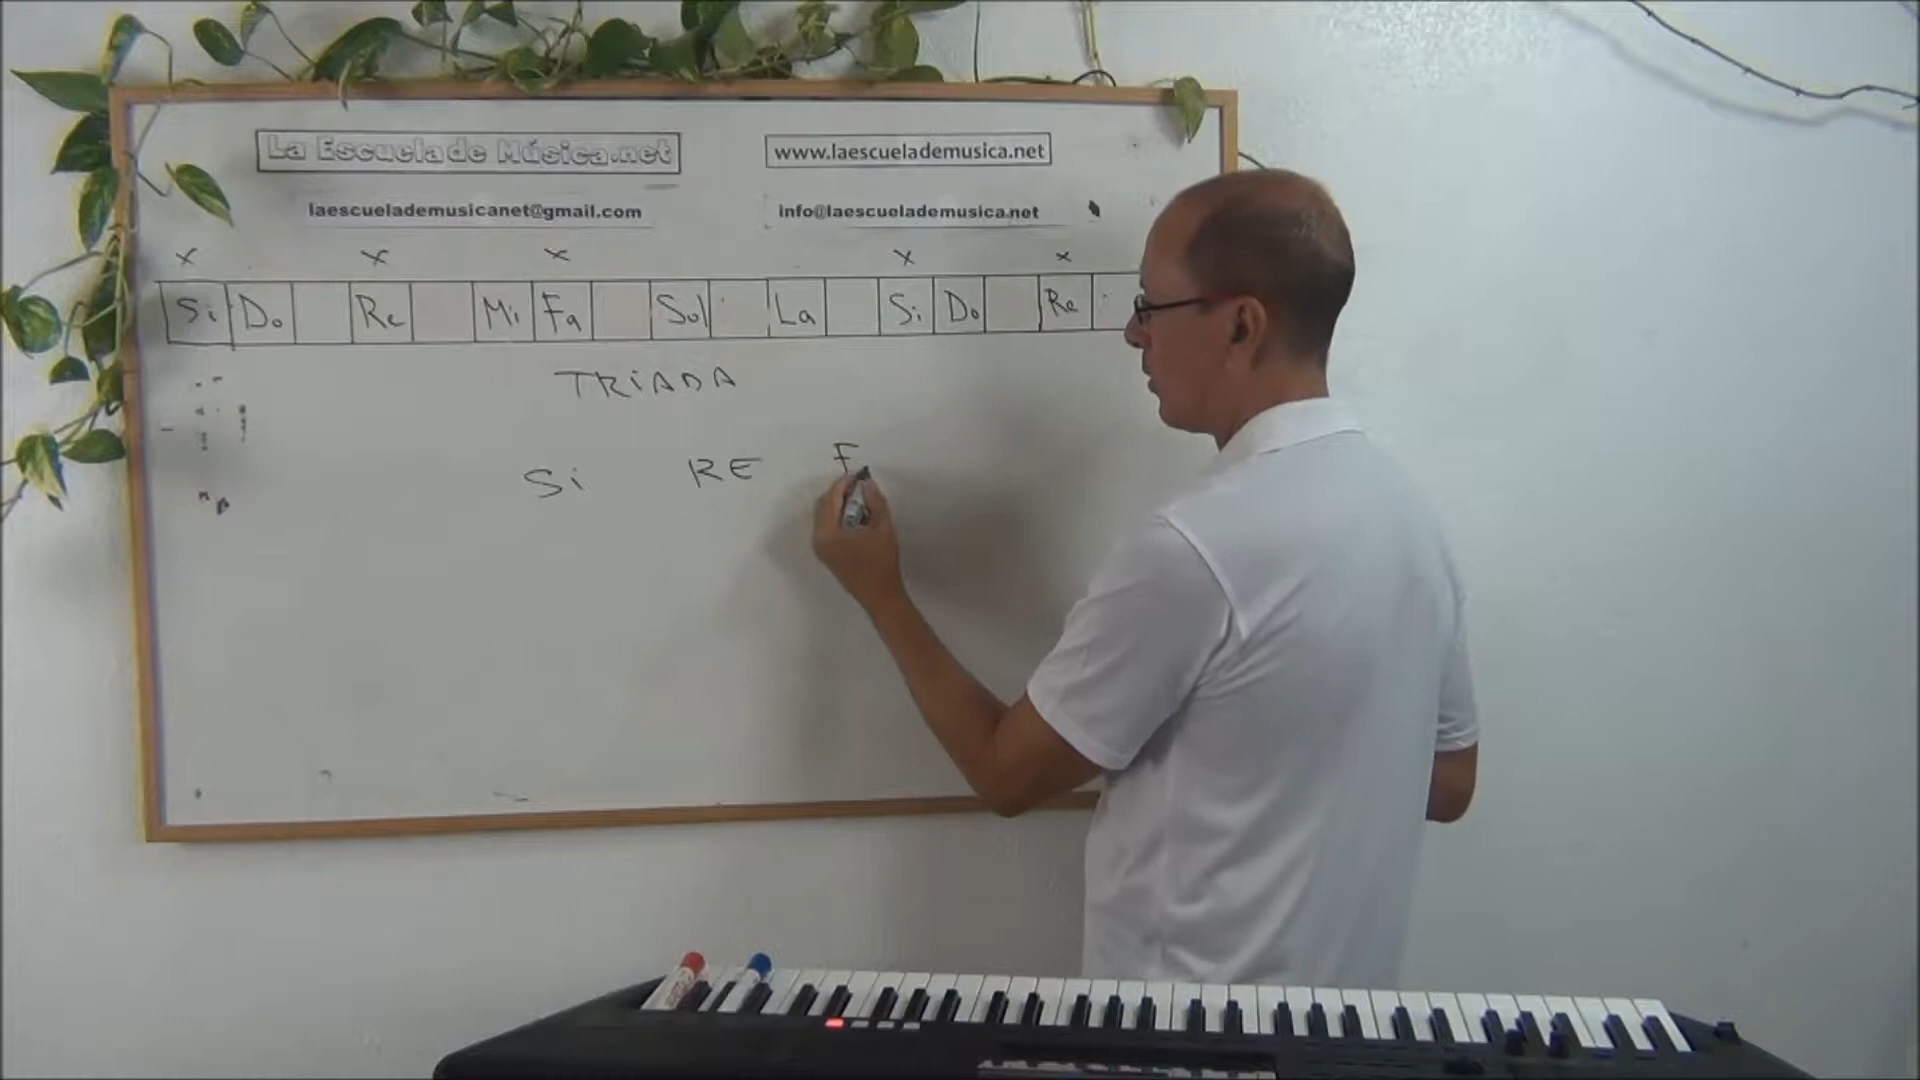 La Escuela de Música.net www.laescuelademusica.net
laescuelademusicanet@gmail.com info@laescuelademusica.net
x x x x x
Si Do Re Mi Fa Sol La Si Do Re
TRIADA
Si RE F